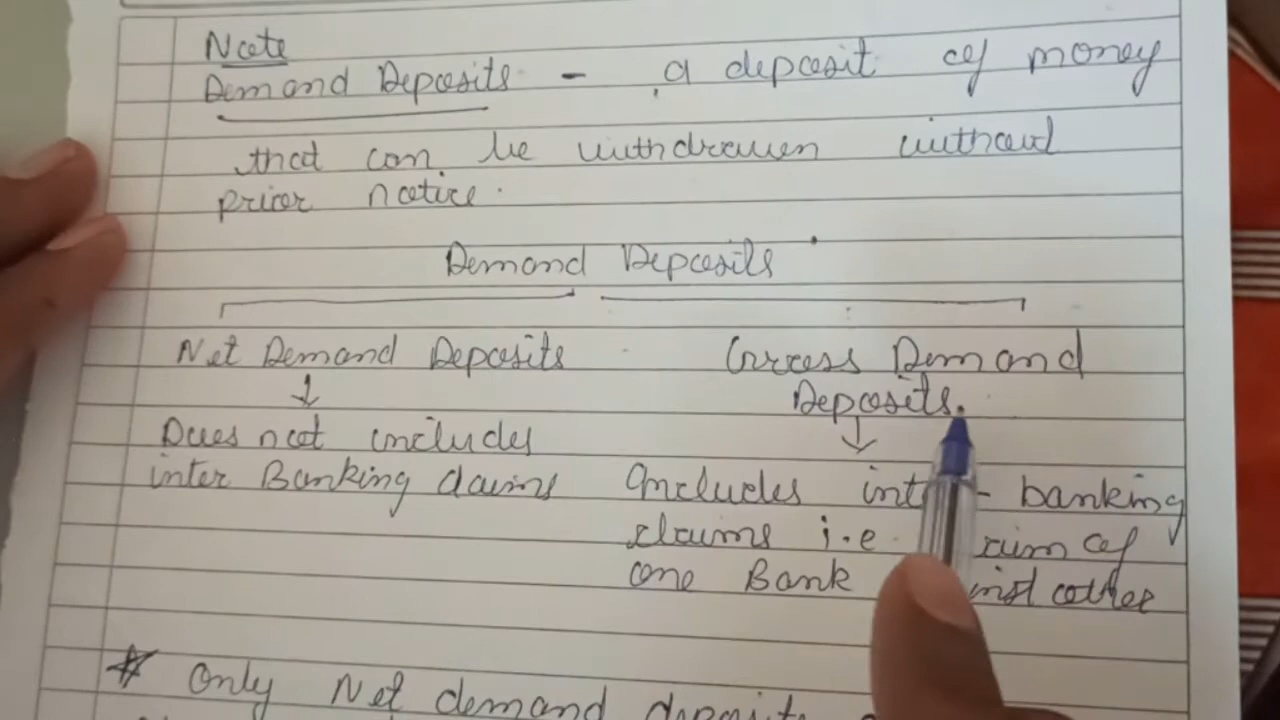 Note
Demand Deposits - a deposit of money
that can be withdrawen without
prior notice.
Demand Deposits
Net Demand Deposits
Does not includes
inter Banking claims
Gross Demand
Deposits.
Includes - banking
claims i.e. of
one Bank other
* Only Net demand